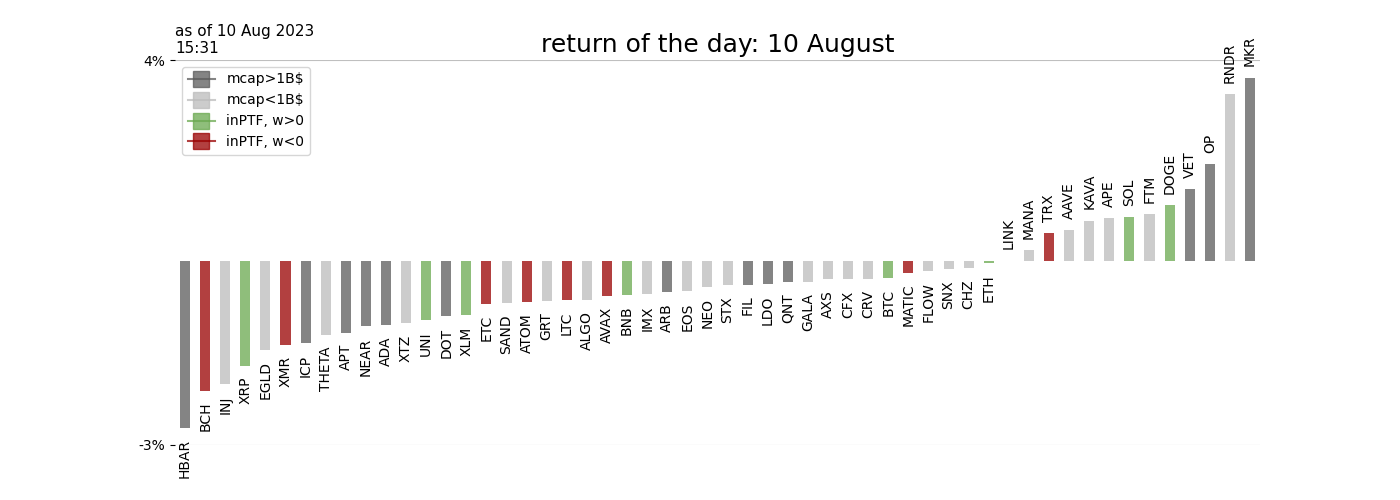 as of 10 Aug 2023
15:31
return of the day: 10 August
4%
mcap>1B$
mcap<1B$
inPTF, w>0
inPTF, w<0
-3%
HBAR
BCH
INJ
XRP
EGLD
XMR
ICP
THETA
APT
NEAR
ADA
XTZ
UNI
DOT
XLM
ETC
SAND
ATOM
GRT
LTC
ALGO
AVAX
BNB
IMX
ARB
EOS
NEO
STX
FIL
LDO
QNT
GALA
AXS
CFX
CRV
BTC
MATIC
FLOW
SNX
CHZ
ETH
LINK
MANA
TRX
AAVE
KAVA
APE
SOL
FTM
DOGE
VET
OP
RNDR
MKR